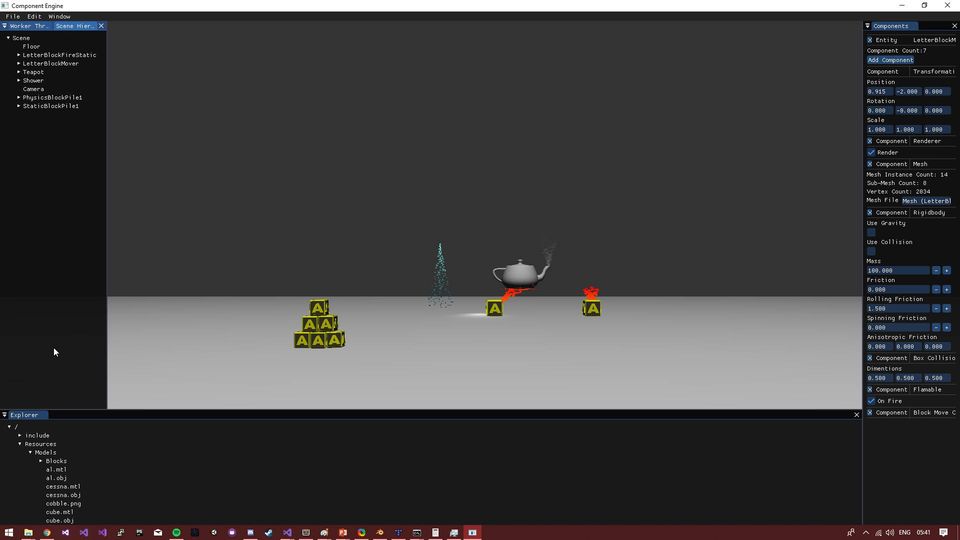 Component Engine
File Edit Window
Worker Thr.. Scene Hier..
Scene
Floor
LetterBlockFireStatic
LetterBlockMover
Teapot
Shower
Camera
PhysicsBlockPile1
StaticBlockPile1
A
A A
A A A
A
A
Components
Entity LetterBlockM
Component Count:7
Add Component
Component Transformati
Position
0.915 -2.000 0.000
Rotation
0.000 -0.000 0.000
Scale
1.000 1.000 1.000
Component Renderer
Render
Component Mesh
Mesh Instance Count: 14
Sub-Mesh Count: 0
Vertex Count: 2034
Mesh File Mesh (LetterBl
Component Rigidbody
Use Gravity
Use Collision
Mass
100.000 - +
Friction
0.000 - +
Rolling Friction
1.500 - +
Spinning Friction
0.000 - +
Anisotropic Friction
0.000 0.000 0.000
Component Box Collisio
Dimentions
0.500 0.500 0.500
Component Flamable
On Fire
Component Block Move C
Explorer
/
include
Resources
Models
Blocks
al.mtl
al.obj
cessna.mtl
cessna.obj
cobble.png
cube.mtl
cube.obj
ENG 05:41